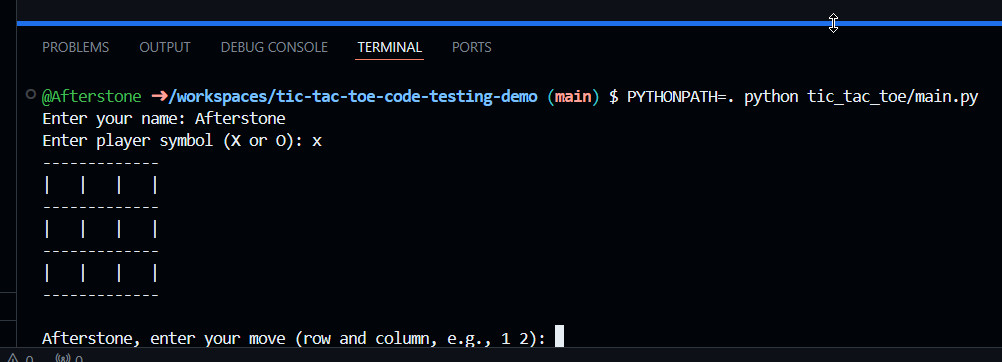 PROBLEMS OUTPUT DEBUG CONSOLE TERMINAL PORTS
@Afterstone ➜/workspaces/tic-tac-toe-code-testing-demo (main) $ PYTHONPATH=. python tic_tac_toe/main.py
Enter your name: Afterstone
Enter player symbol (X or O): x
-------------
|   |   |   |
-------------
|   |   |   |
-------------
|   |   |   |
-------------
Afterstone, enter your move (row and column, e.g., 1 2):
0 0